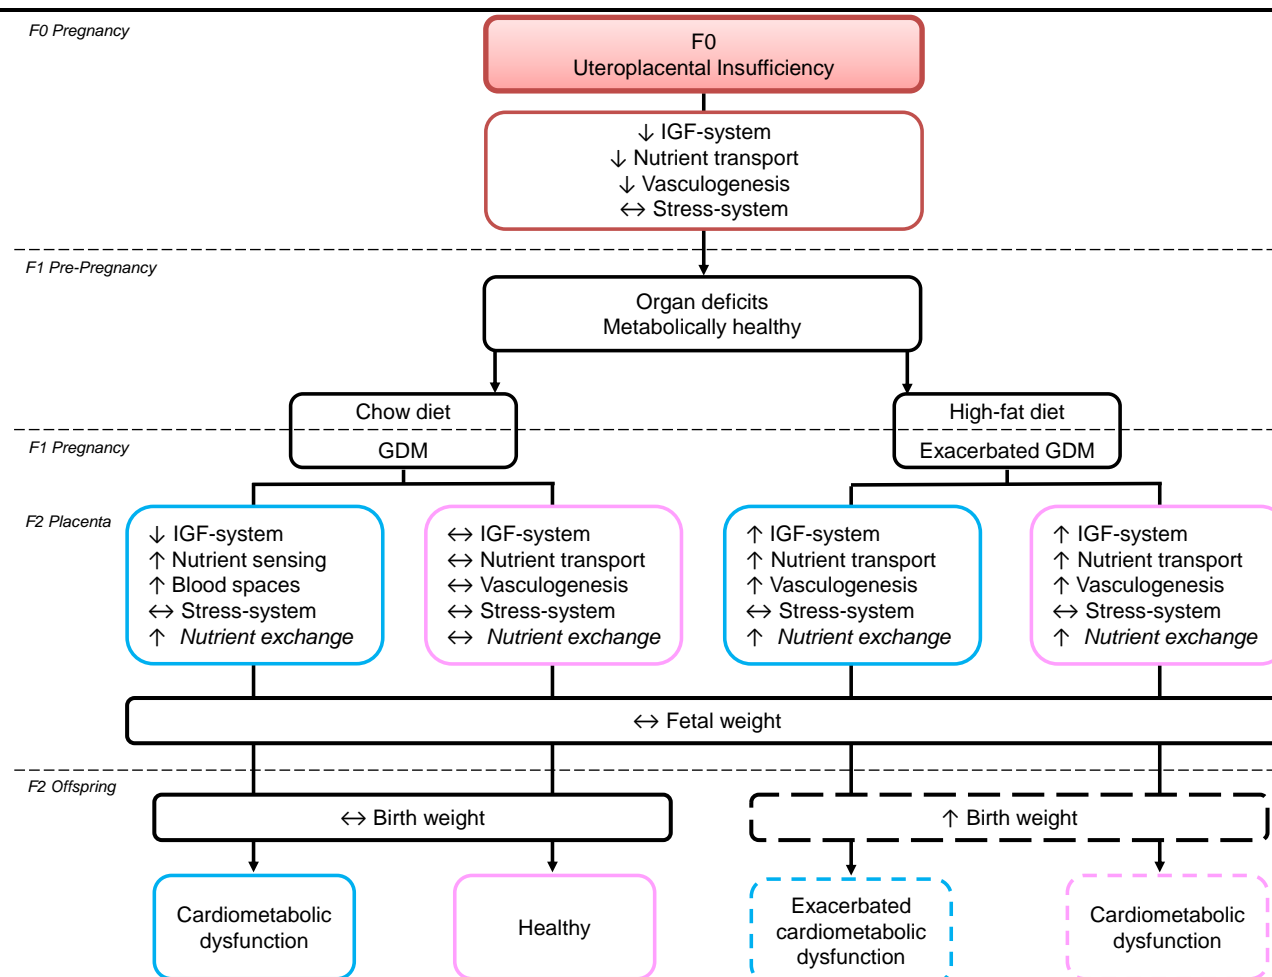 F0 Pregnancy
F0
Uteroplacental Insufficiency
↓ IGF-system
↓ Nutrient transport
↓ Vasculogenesis
↔ Stress-system
F1 Pre-Pregnancy
Organ deficits
Metabolically healthy
Chow diet
High-fat diet
F1 Pregnancy
GDM
Exacerbated GDM
F2 Placenta
↓ IGF-system
↑ Nutrient sensing
↑ Blood spaces
↔ Stress-system
↑ Nutrient exchange
↔ IGF-system
↔ Nutrient transport
↔ Vasculogenesis
↔ Stress-system
↔ Nutrient exchange
↑ IGF-system
↑ Nutrient transport
↑ Vasculogenesis
↔ Stress-system
↑ Nutrient exchange
↑ IGF-system
↑ Nutrient transport
↑ Vasculogenesis
↔ Stress-system
↑ Nutrient exchange
↔ Fetal weight
F2 Offspring
↔ Birth weight
↑ Birth weight
Cardiometabolic
dysfunction
Healthy
Exacerbated
cardiometabolic
dysfunction
Cardiometabolic
dysfunction